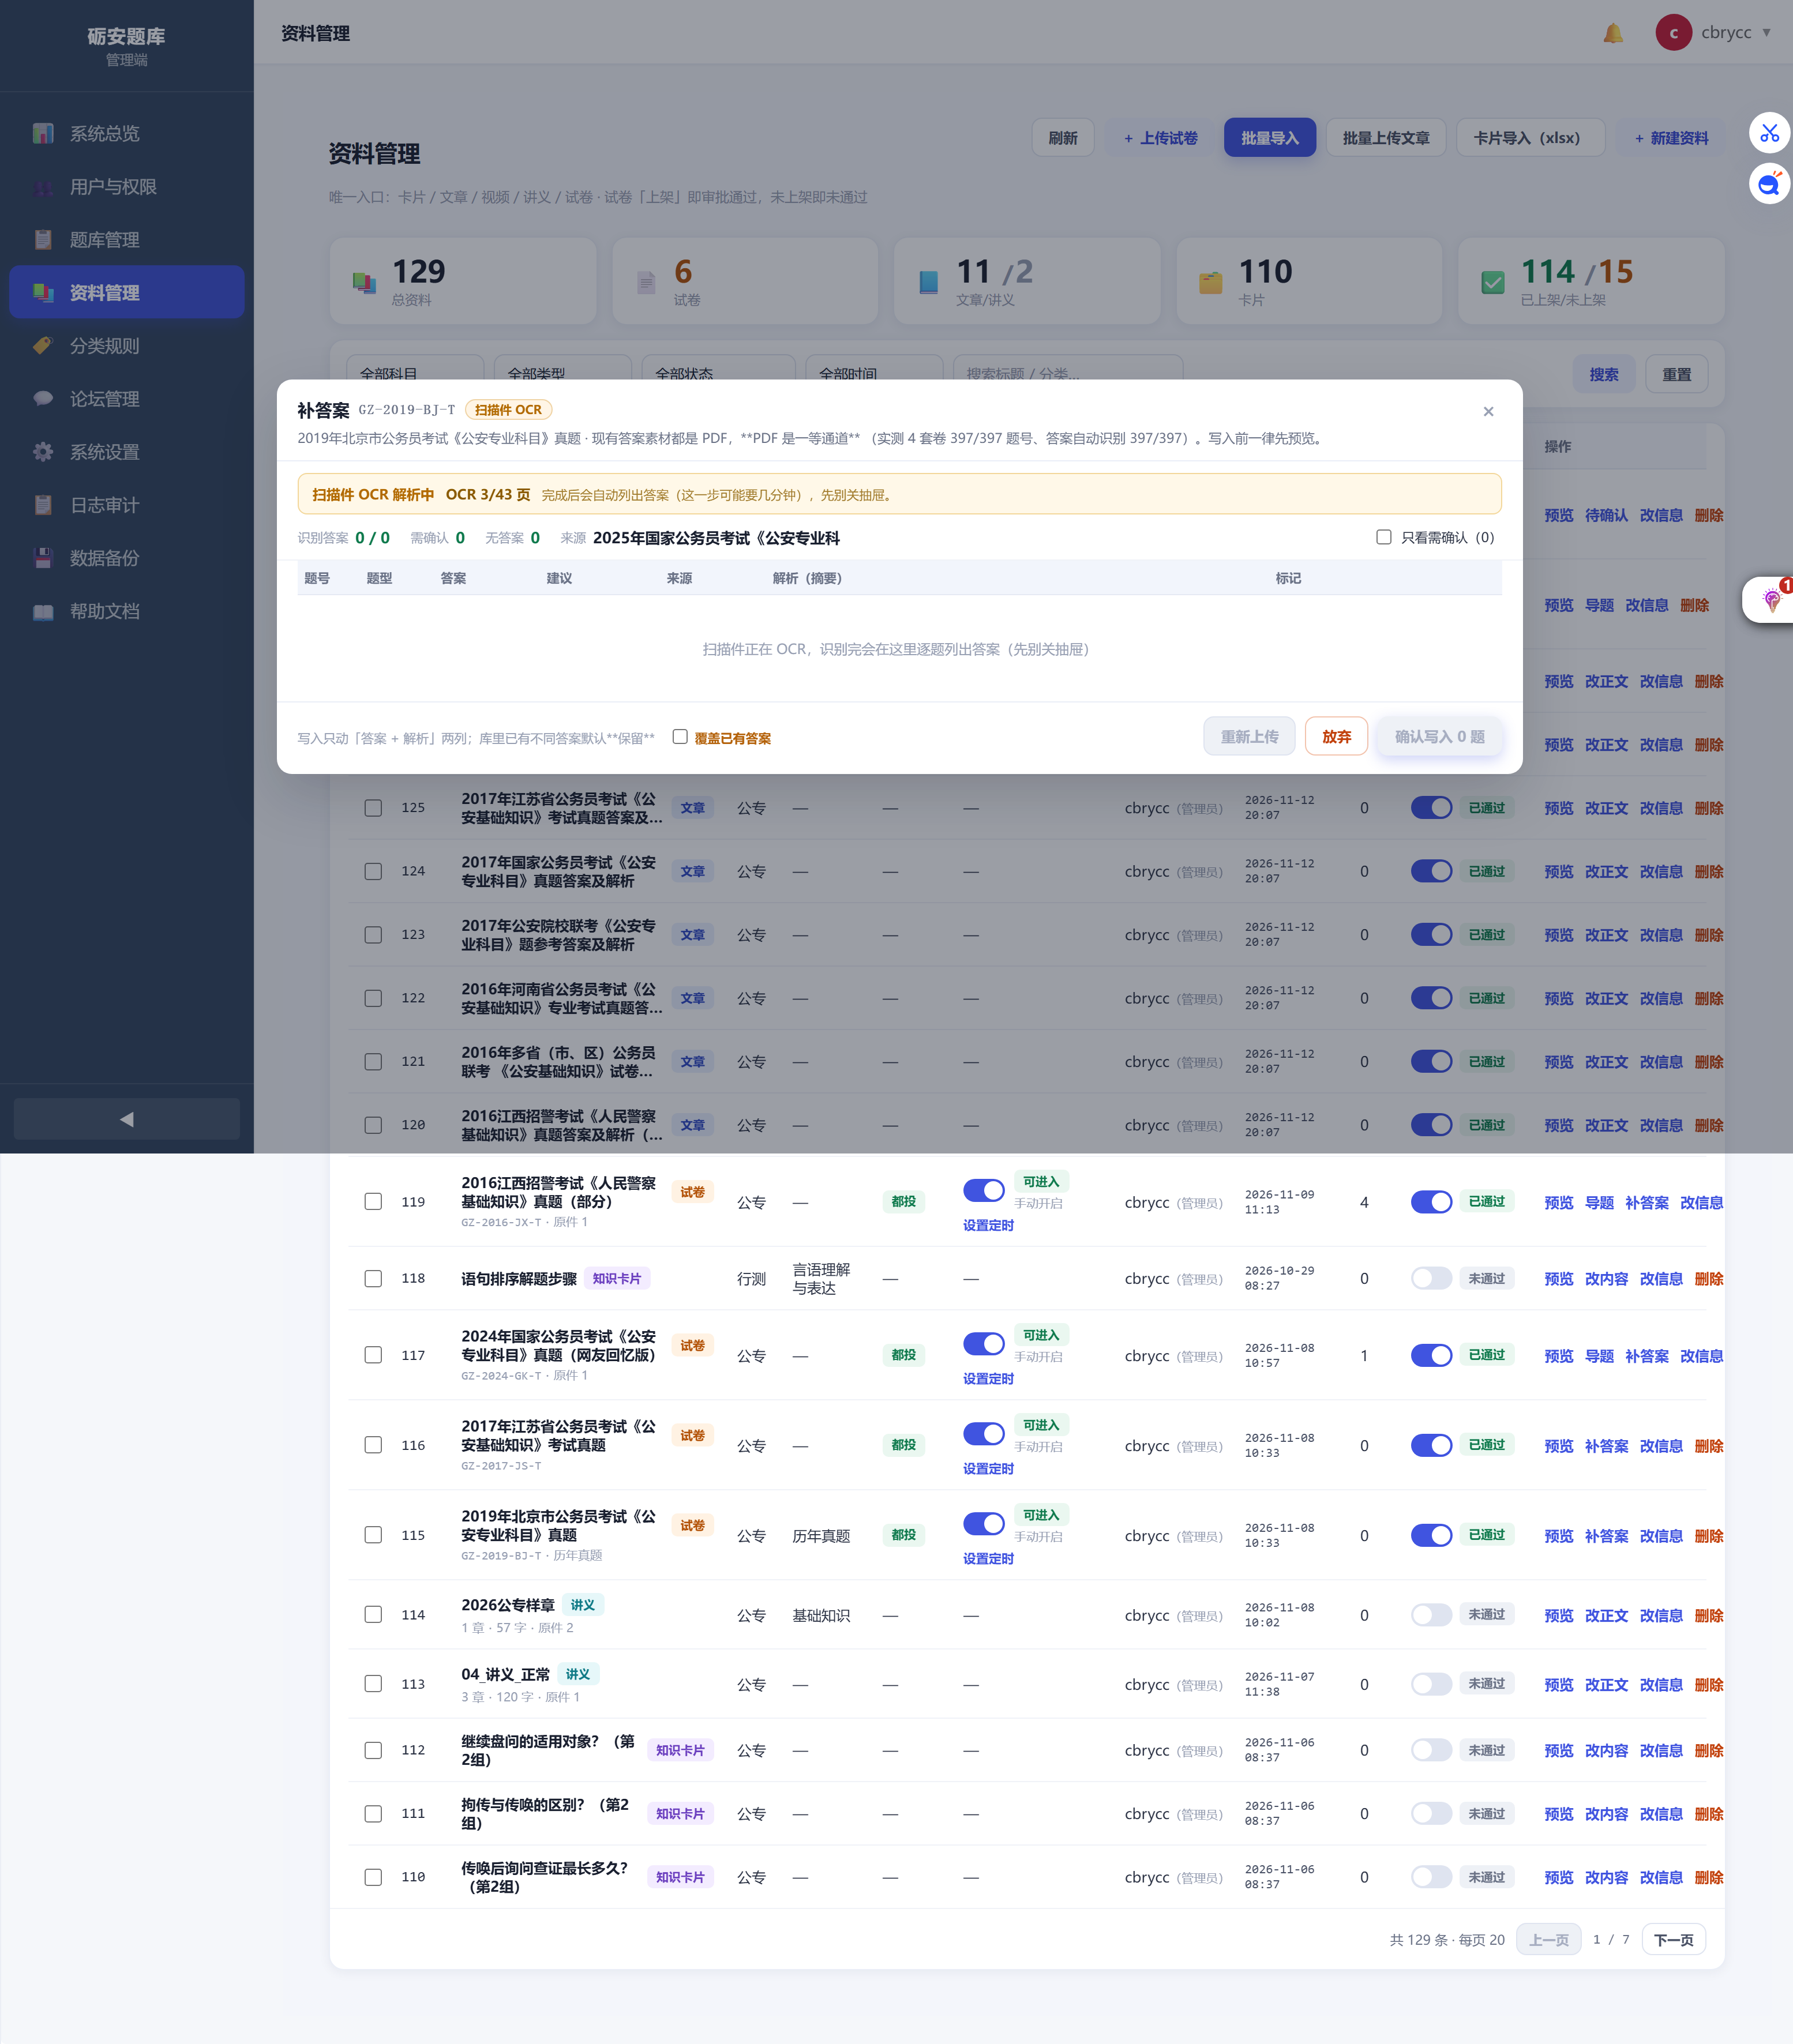 砺安题库
管理端
系统总览
用户与权限
题库管理
资料管理
分类规则
论坛管理
系统设置
日志审计
数据备份
帮助文档
◀
资料管理
c cbrycc ▼
资料管理
刷新 + 上传试卷 批量导入 批量上传文章 卡片导入（xlsx） + 新建资料
唯一入口：卡片 / 文章 / 视频 / 讲义 / 试卷 · 试卷「上架」即审批通过，未上架即未通过
129 总资料
6 试卷
11 /2 文章/讲义
110 卡片
114 /15 已上架/未上架
全部科目 全部类型 全部状态 全部时间 搜索标题 / 分类... 搜索 重置
操作
预览 待确认 改信息 删除
预览 导题 改信息 删除
1
预览 改正文 改信息 删除
预览 改正文 改信息 删除
补答案 GZ-2019-BJ-T 扫描件 OCR ×
2019年北京市公务员考试《公安专业科目》真题 · 现有答案素材都是 PDF，**PDF 是一等通道** （实测 4 套卷 397/397 题号、答案自动识别 397/397）。写入前一律先预览。
扫描件 OCR 解析中 OCR 3/43 页 完成后会自动列出答案（这一步可能要几分钟），先别关抽屉。
识别答案 0 / 0 需确认 0 无答案 0 来源 2025年国家公务员考试《公安专业科 只看需确认（0）
题号 题型 答案 建议 来源 解析（摘要） 标记
扫描件正在 OCR，识别完会在这里逐题列出答案（先别关抽屉）
写入只动「答案 + 解析」两列；库里已有不同答案默认**保留** 覆盖已有答案 重新上传 放弃 确认写入 0 题
125 2017年江苏省公务员考试《公安基础知识》考试真题答案及... 文章 公专 — — — cbrycc（管理员） 2026-11-12 20:07 0 已通过 预览 改正文 改信息 删除
124 2017年国家公务员考试《公安专业科目》真题答案及解析 文章 公专 — — — cbrycc（管理员） 2026-11-12 20:07 0 已通过 预览 改正文 改信息 删除
123 2017年公安院校联考《公安专业科目》题参考答案及解析 文章 公专 — — — cbrycc（管理员） 2026-11-12 20:07 0 已通过 预览 改正文 改信息 删除
122 2016年河南省公务员考试《公安基础知识》专业考试真题答... 文章 公专 — — — cbrycc（管理员） 2026-11-12 20:07 0 已通过 预览 改正文 改信息 删除
121 2016年多省（市、区）公务员联考 《公安基础知识》试卷... 文章 公专 — — — cbrycc（管理员） 2026-11-12 20:07 0 已通过 预览 改正文 改信息 删除
120 2016江西招警考试《人民警察基础知识》真题答案及解析（... 文章 公专 — — — cbrycc（管理员） 2026-11-12 20:07 0 已通过 预览 改正文 改信息 删除
119 2016江西招警考试《人民警察基础知识》真题（部分） GZ-2016-JX-T · 原件 1 试卷 公专 — 都投 可进入 手动开启 设置定时 cbrycc（管理员） 2026-11-09 11:13 4 已通过 预览 导题 补答案 改信息
118 语句排序解题步骤 知识卡片 行测 言语理解与表达 — — cbrycc（管理员） 2026-10-29 08:27 0 未通过 预览 改内容 改信息 删除
117 2024年国家公务员考试《公安专业科目》真题（网友回忆版） GZ-2024-GK-T · 原件 1 试卷 公专 — 都投 可进入 手动开启 设置定时 cbrycc（管理员） 2026-11-08 10:57 1 已通过 预览 导题 补答案 改信息
116 2017年江苏省公务员考试《公安基础知识》考试真题 GZ-2017-JS-T 试卷 公专 — 都投 可进入 手动开启 设置定时 cbrycc（管理员） 2026-11-08 10:33 0 已通过 预览 补答案 改信息 删除
115 2019年北京市公务员考试《公安专业科目》真题 GZ-2019-BJ-T · 历年真题 试卷 公专 历年真题 都投 可进入 手动开启 设置定时 cbrycc（管理员） 2026-11-08 10:33 0 已通过 预览 补答案 改信息 删除
114 2026公专样章 讲义 1 章 · 57 字 · 原件 2 公专 基础知识 — — cbrycc（管理员） 2026-11-08 10:02 0 未通过 预览 改正文 改信息 删除
113 04_讲义_正常 讲义 3 章 · 120 字 · 原件 1 公专 — — — cbrycc（管理员） 2026-11-07 11:38 0 未通过 预览 改正文 改信息 删除
112 继续盘问的适用对象？（第2组） 知识卡片 公专 — — — cbrycc（管理员） 2026-11-06 08:37 0 未通过 预览 改内容 改信息 删除
111 拘传与传唤的区别？（第2组） 知识卡片 公专 — — — cbrycc（管理员） 2026-11-06 08:37 0 未通过 预览 改内容 改信息 删除
110 传唤后询问查证最长多久？（第2组） 知识卡片 公专 — — — cbrycc（管理员） 2026-11-06 08:37 0 未通过 预览 改内容 改信息 删除
共 129 条 · 每页 20 上一页 1 / 7 下一页